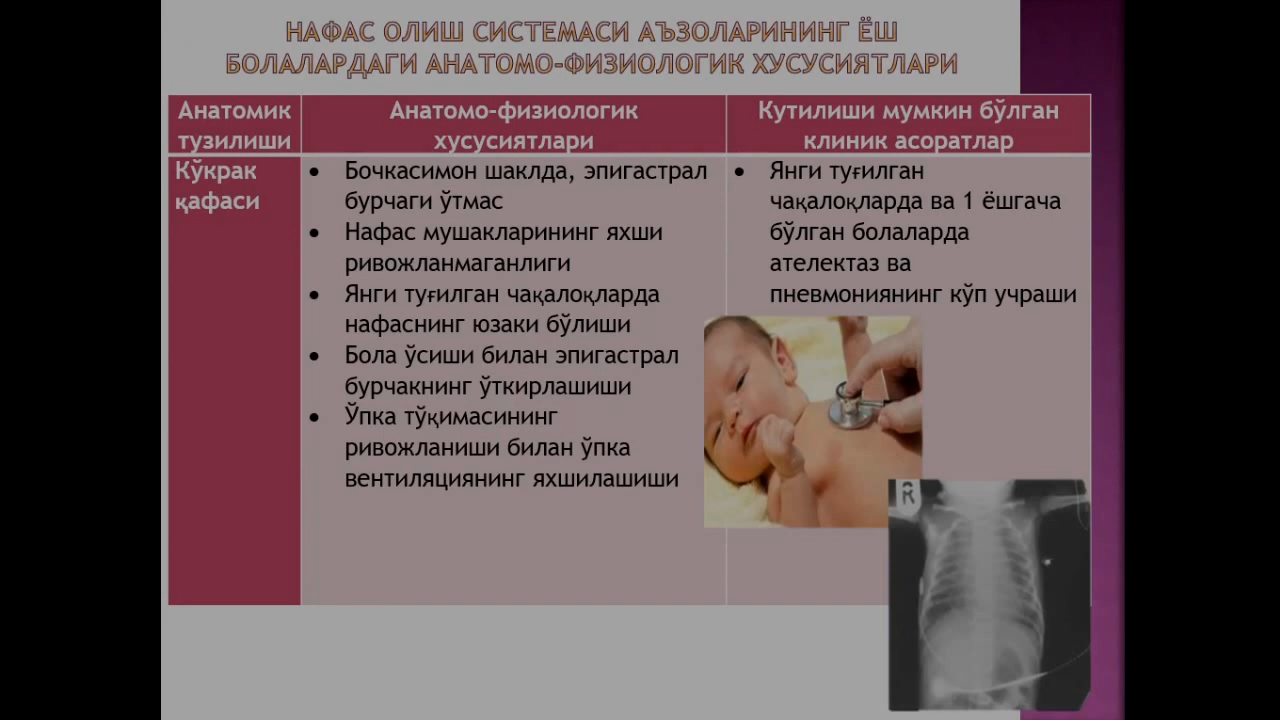 НАФАС ОЛИШ СИСТЕМАСИ АЪЗОЛАРИНИНГ ЁШ
БОЛАЛАРДАГИ АНАТОМО-ФИЗИОЛОГИК ХУСУСИЯТЛАРИ
Анатомик
тузилиши
Анатомо-физиологик
хусусиятлари
Кутилиши мумкин бўлган
клиник асоратлар
Кўкрак
қафаси
• Бочкасимон шаклда, эпигастрал
бурчаги ўтмас
• Нафас мушакларининг яхши
ривожланмаганлиги
• Янги туғилган чақалоқларда
нафаснинг юзаки бўлиши
• Бола ўсиши билан эпигастрал
бурчакнинг ўткирлашиши
• Ўпка тўқимасининг
ривожланиши билан ўпка
вентиляциянинг яхшилашиши
• Янги туғилган
чақалоқларда ва 1 ёшгача
бўлган болаларда
ателектаз ва
пневмониянинг кўп учраши
R